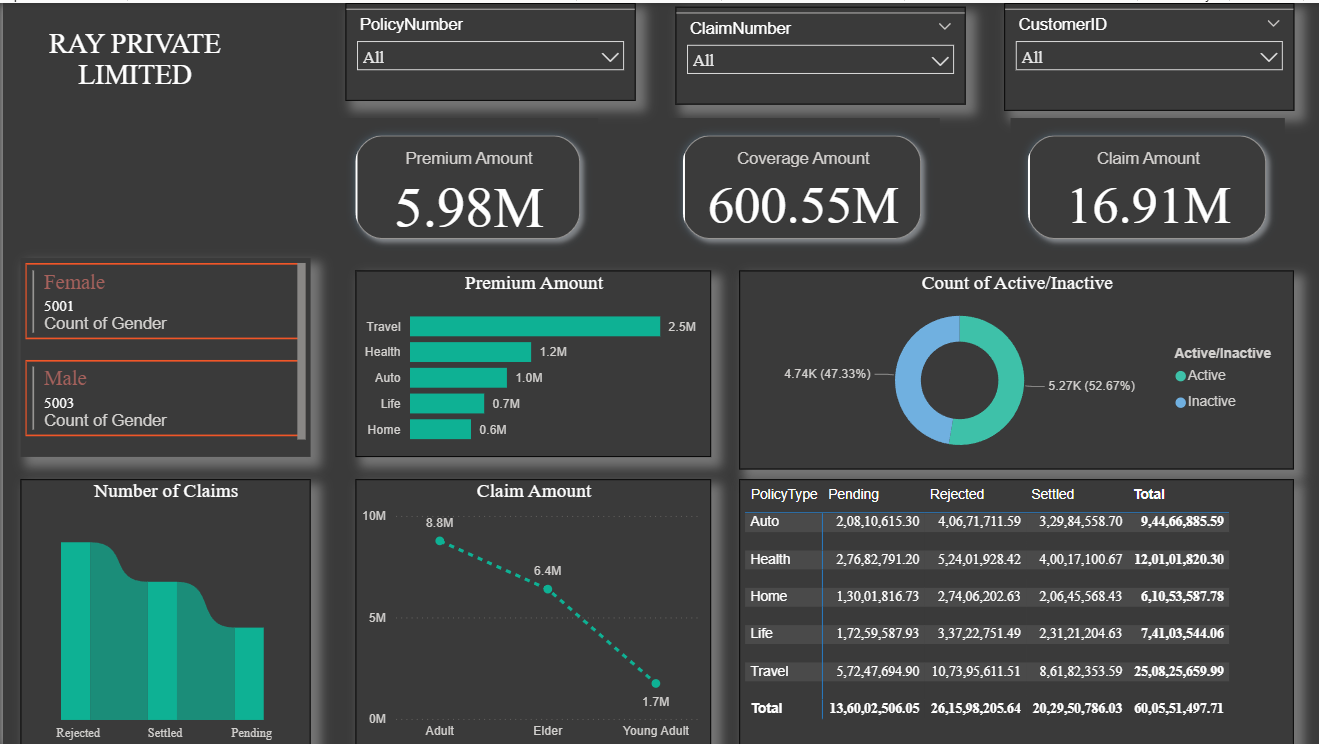 RAY PRIVATE
LIMITED
PolicyNumber
All
ClaimNumber
All
CustomerID
All
Premium Amount
5.98M
Coverage Amount
600.55M
Claim Amount
16.91M
Female
5001
Count of Gender
Male
5003
Count of Gender
Premium Amount
Travel 2.5M
Health 1.2M
Auto 1.0M
Life 0.7M
Home 0.6M
Count of Active/Inactive
4.74K (47.33%)
5.27K (52.67%)
Active/Inactive
Active
Inactive
Number of Claims
Rejected Settled Pending
Claim Amount
10M
8.8M
6.4M
5M
1.7M
0M
Adult Elder Young Adult
PolicyType Pending Rejected Settled Total
Auto 2,08,10,615.30 4,06,71,711.59 3,29,84,558.70 9,44,66,885.59
Health 2,76,82,791.20 5,24,01,928.42 4,00,17,100.67 12,01,01,820.30
Home 1,30,01,816.73 2,74,06,202.63 2,06,45,568.43 6,10,53,587.78
Life 1,72,59,587.93 3,37,22,751.49 2,31,21,204.63 7,41,03,544.06
Travel 5,72,47,694.90 10,73,95,611.51 8,61,82,353.59 25,08,25,659.99
Total 13,60,02,506.05 26,15,98,205.64 20,29,50,786.03 60,05,51,497.71